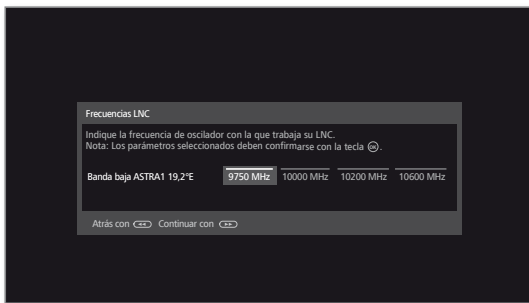 Frecuencias LNC
Indique la frecuencia de oscilador con la que trabaja su LNC.
Nota: Los parámetros seleccionados deben confirmarse con la tecla OK.
Banda baja ASTRA1 19,2°E 9750 MHz 10000 MHz 10200 MHz 10600 MHz
Atrás con ◄◄ Continuar con ►►